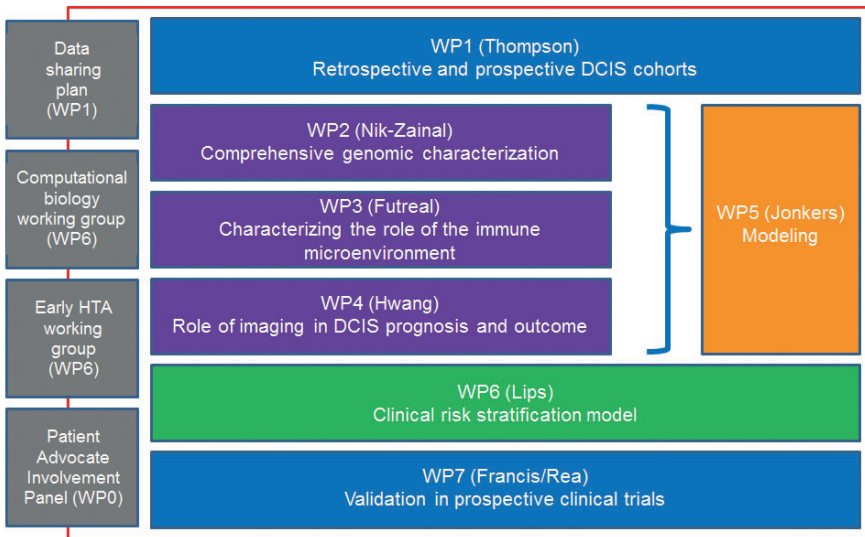 Data
sharing
plan
(WP1)
Computational
biology
working group
(WP6)
Early HTA
working
group
(WP6)
Patient
Advocate
Involvement
Panel (WP0)
WP1 (Thompson)
Retrospective and prospective DCIS cohorts
WP2 (Nik-Zainal)
Comprehensive genomic characterization
WP3 (Futreal)
Characterizing the role of the immune
microenvironment
WP4 (Hwang)
Role of imaging in DCIS prognosis and outcome
WP5 (Jonkers)
Modeling
WP6 (Lips)
Clinical risk stratification model
WP7 (Francis/Rea)
Validation in prospective clinical trials